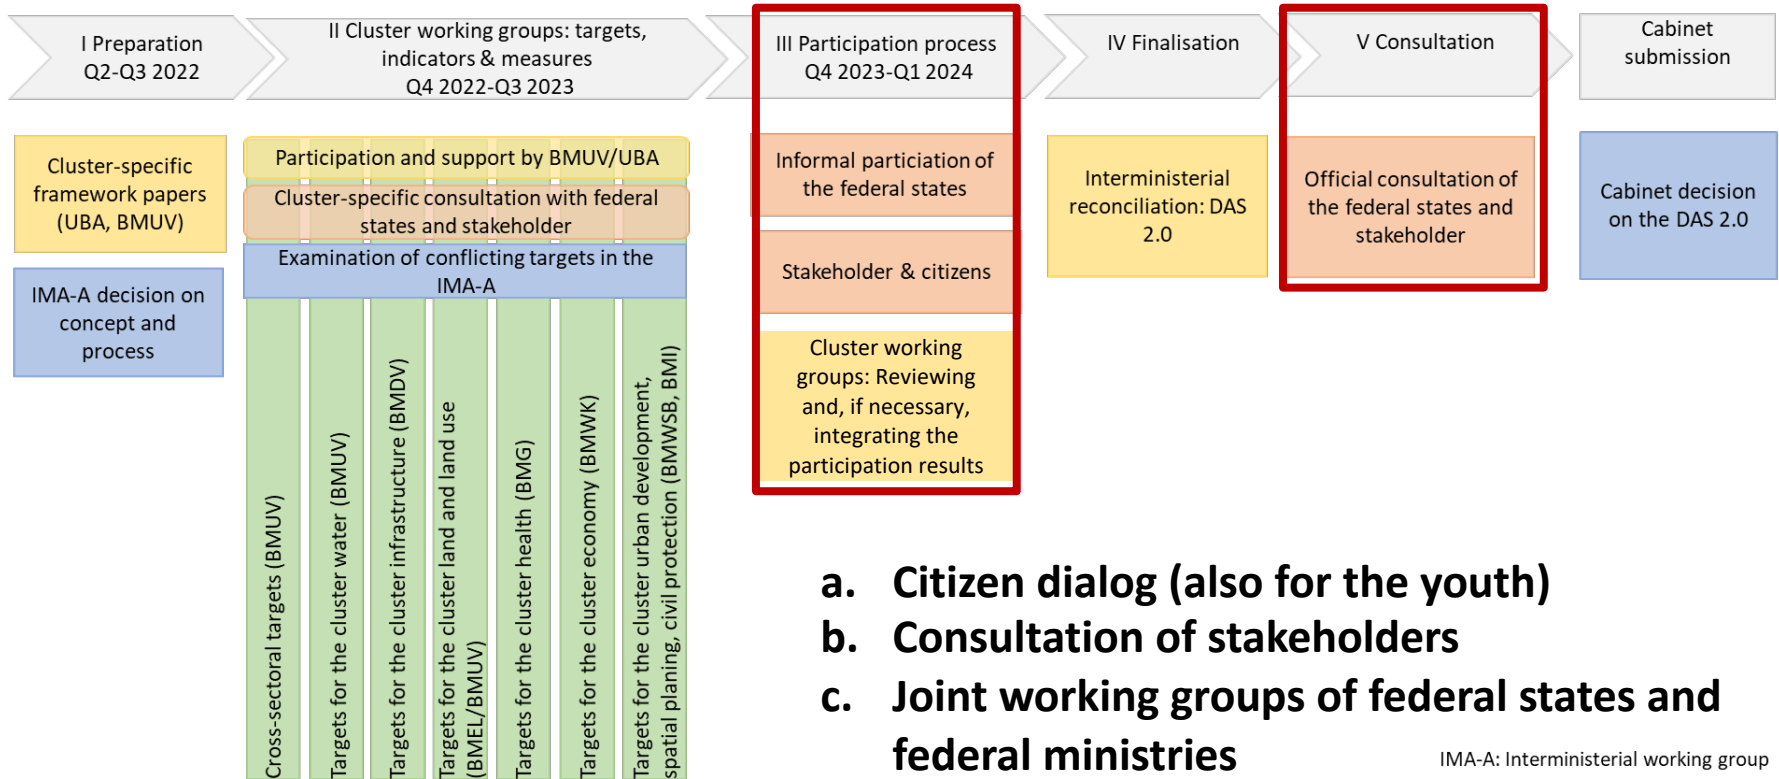 I Preparation
Q2-Q3 2022
II Cluster working groups: targets,
indicators & measures
Q4 2022-Q3 2023
III Participation process
Q4 2023-Q1 2024
IV Finalisation
V Consultation
Cabinet
submission
Cluster-specific
framework papers
(UBA, BMUV)
IMA-A decision on
concept and
process
Participation and support by BMUV/UBA
Cluster-specific consultation with federal
states and stakeholder
Examination of conflicting targets in the
IMA-A
Cross-sectoral targets (BMUV)
Targets for the cluster water (BMUV)
Targets for the cluster infrastructure (BMDV)
Targets for the cluster land and land use
(BMEL/BMUV)
Targets for the cluster health (BMG)
Targets for the cluster economy (BMWK)
Targets for the cluster urban development,
spatial planing, civil protection (BMWSB, BMI)
Informal particiation of
the federal states
Stakeholder & citizens
Cluster working
groups: Reviewing
and, if necessary,
integrating the
participation results
Interministerial
reconciliation: DAS
2.0
Official consultation of
the federal states and
stakeholder
Cabinet decision
on the DAS 2.0
a. Citizen dialog (also for the youth)
b. Consultation of stakeholders
c. Joint working groups of federal states and
federal ministries
IMA-A: Interministerial working group